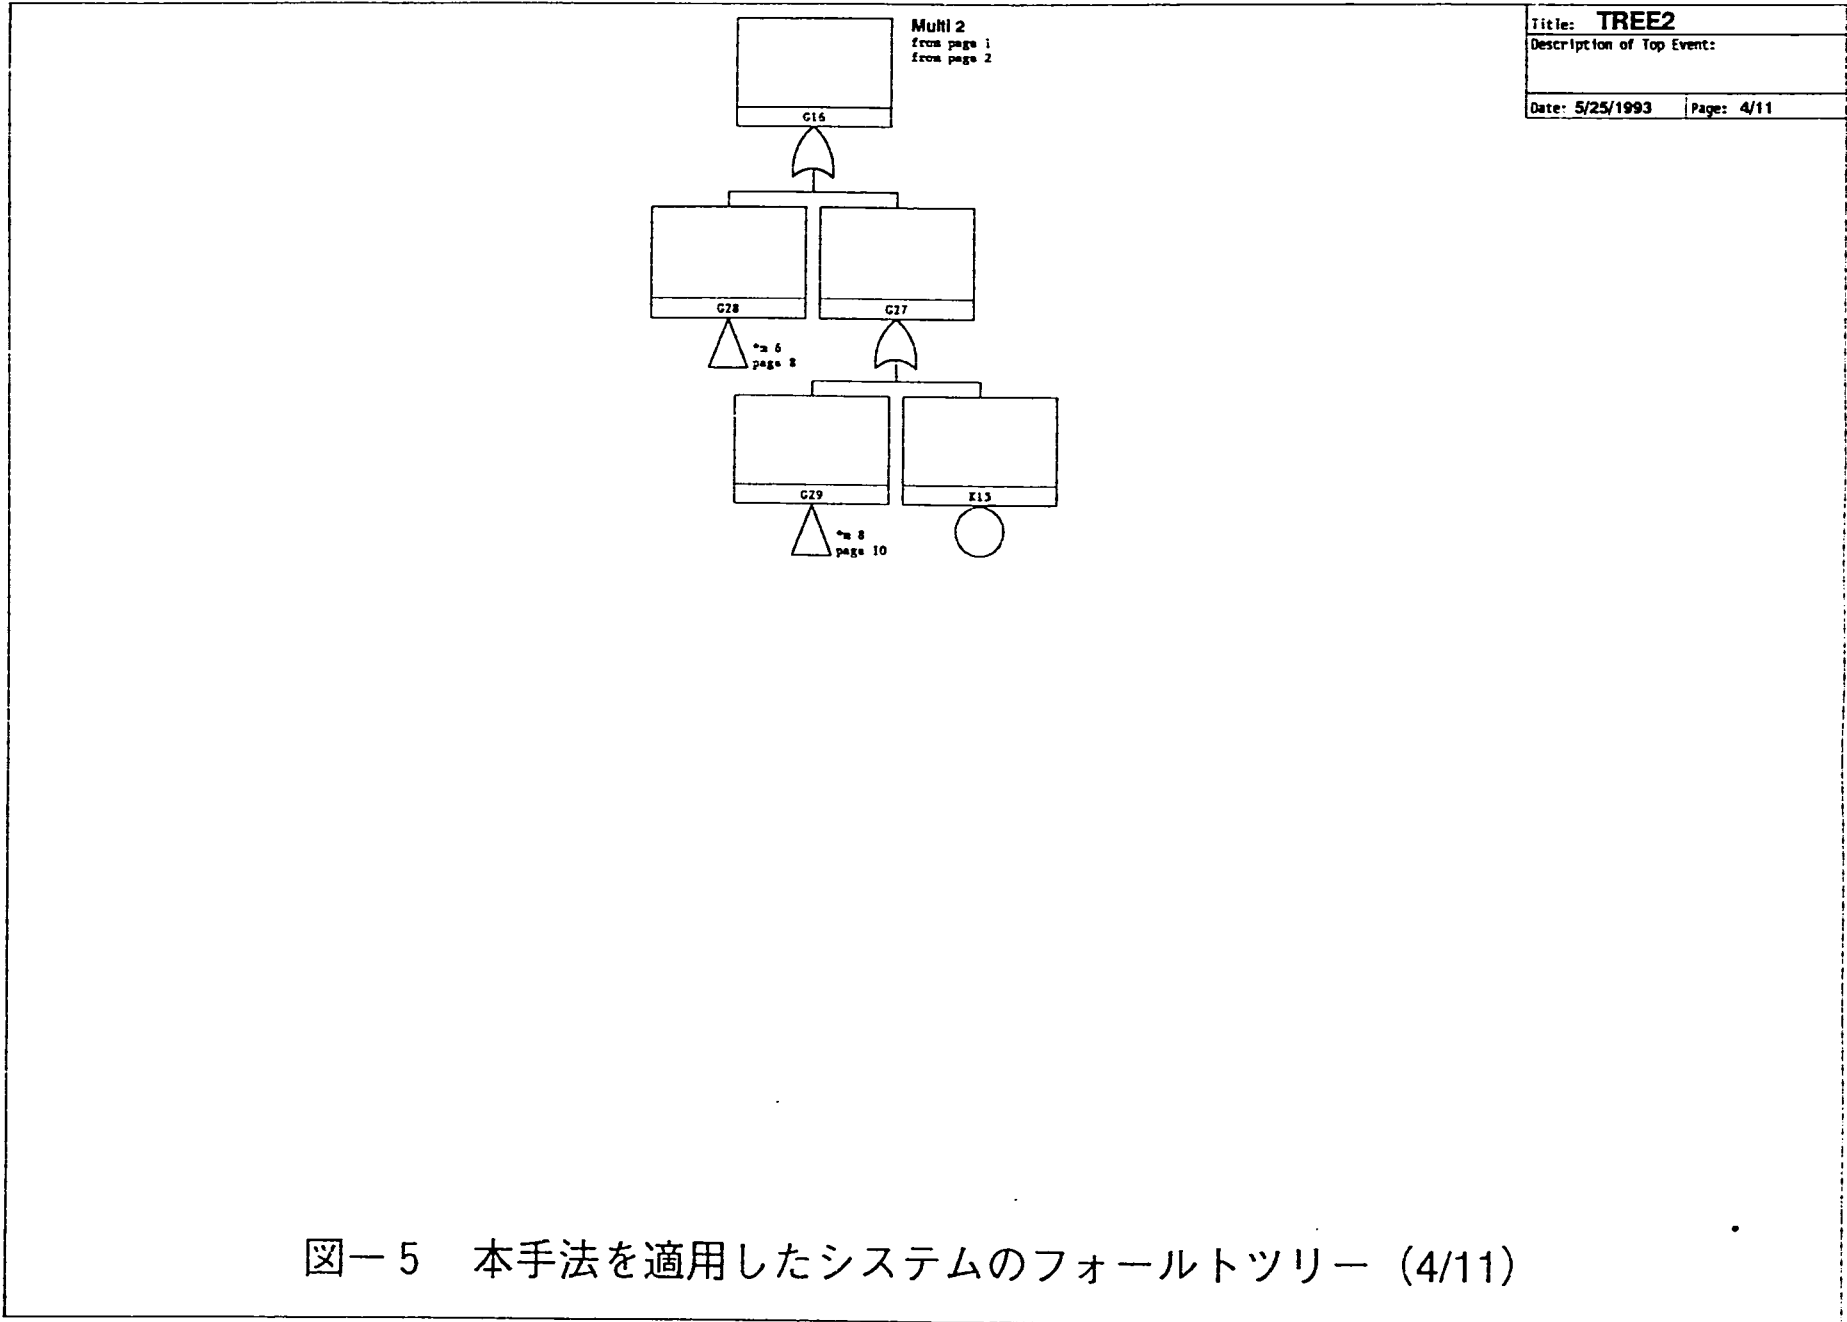 Multi 2
from page 1
from page 2
Title: TREE2
Description of Top Event:
Date: 5/25/1993 Page: 4/11
G16
G28
G27
*m 6
page 8
G29
*m 8
page 10
図-5 本手法を適用したシステムのフォールトツリー (4/11)